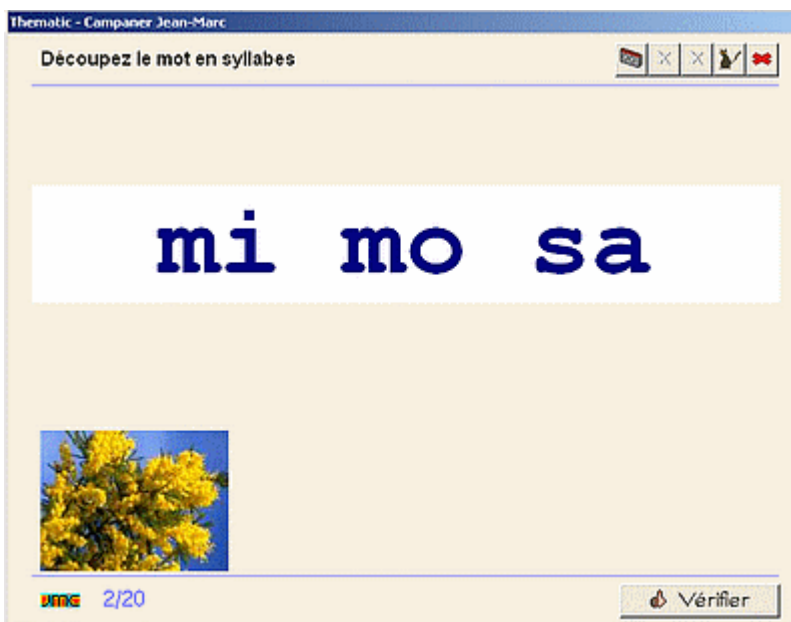 Thematic - Campaner Jean-Marc
Découpez le mot en syllabes
mi mo sa
2/20
Vérifier